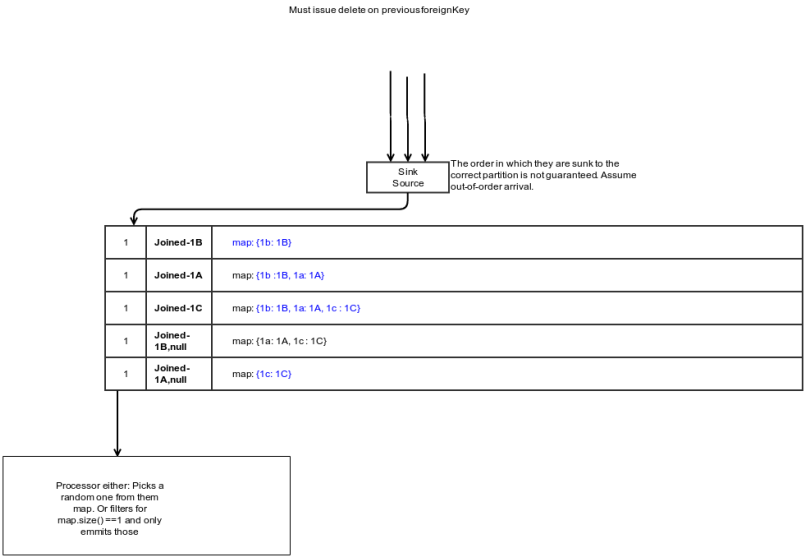 Must issue delete on previous foreignKey
Sink
Source
The order in which they are sunk to the
correct partition is not guaranteed. Assume
out-of-order arrival.
1 Joined-1B map: {1b: 1B}
1 Joined-1A map: {1b :1B, 1a: 1A}
1 Joined-1C map: {1b: 1B, 1a: 1A, 1c : 1C}
1 Joined-
1B,null map: {1a: 1A, 1c : 1C}
1 Joined-
1A,null map: {1c: 1C}
Processor either: Picks a
random one from them
map. Or filters for
map.size() ==1 and only
emmits those